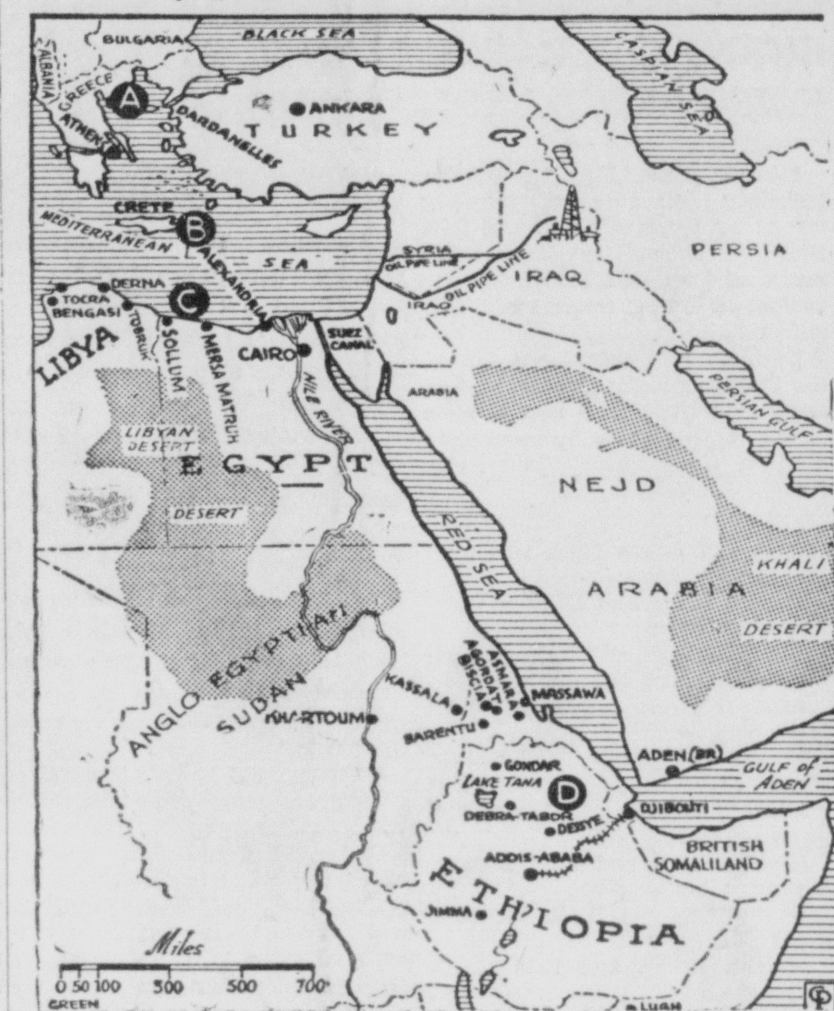 BLACK SEA
BULGARIA
CASPIAN SEA
ALBANIA
GREECE
A
ATHENS
DARDANELLES
ANKARA
TURKEY
CRETE
B
MEDITERRANEAN
SEA
ALEXANDRIA
SYRIA
OIL PIPE LINE
IRAQ
OIL PIPE LINE
IRAQ
PERSIA
DERNA
C
TOCRA
BENGASI
TOBRUK
SOLLUM
MERSA MATRUH
LIBYA
CAIRO
SUEZ
CANAL
NILE RIVER
ARABIA
PERSIAN GULF
LIBYAN
DESERT
EGYPT
DESERT
NEJD
RED SEA
ARABIA
KHALI
DESERT
ANGLO EGYPTIAN
SUDAN
KHARTOUM
KASSALA
BISCIA
AGORDAT
ASMARA
MASSAWA
BARENTU
ADEN (BR)
GULF of
ADEN
GONDAR
LAKE TANA
D
DEBRA-TABOR
DJIBOUTI
ADDIS-ABABA
BRITISH
SOMALILAND
ETHIOPIA
JIMMA
LUGH
Miles
0 50 100 300 500 700
GREEN
CP